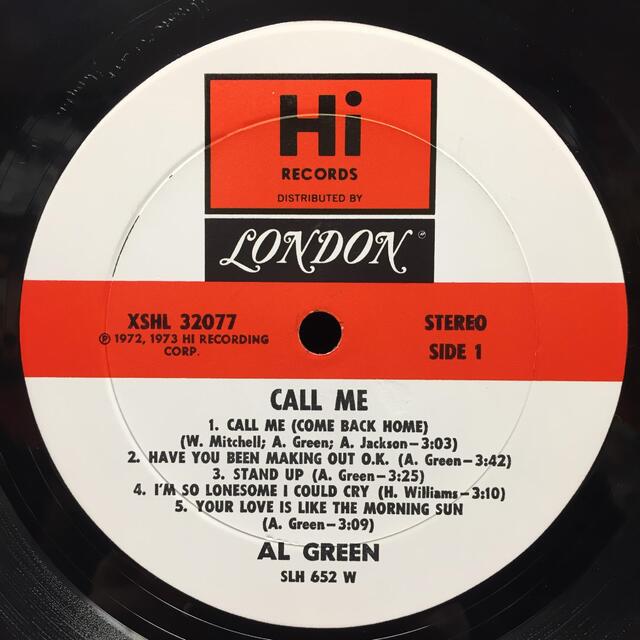 Hi
RECORDS
DISTRIBUTED BY
LONDON®
XSHL 32077
℗ 1972, 1973 HI RECORDING
CORP.
STEREO
SIDE 1
CALL ME
1. CALL ME (COME BACK HOME)
(W. Mitchell; A. Green; A. Jackson–3:03)
2. HAVE YOU BEEN MAKING OUT O.K. (A. Green–3:42)
3. STAND UP (A. Green–3:25)
4. I'M SO LONESOME I COULD CRY (H. Williams–3:10)
5. YOUR LOVE IS LIKE THE MORNING SUN
(A. Green–3:09)
AL GREEN
SLH 652 W